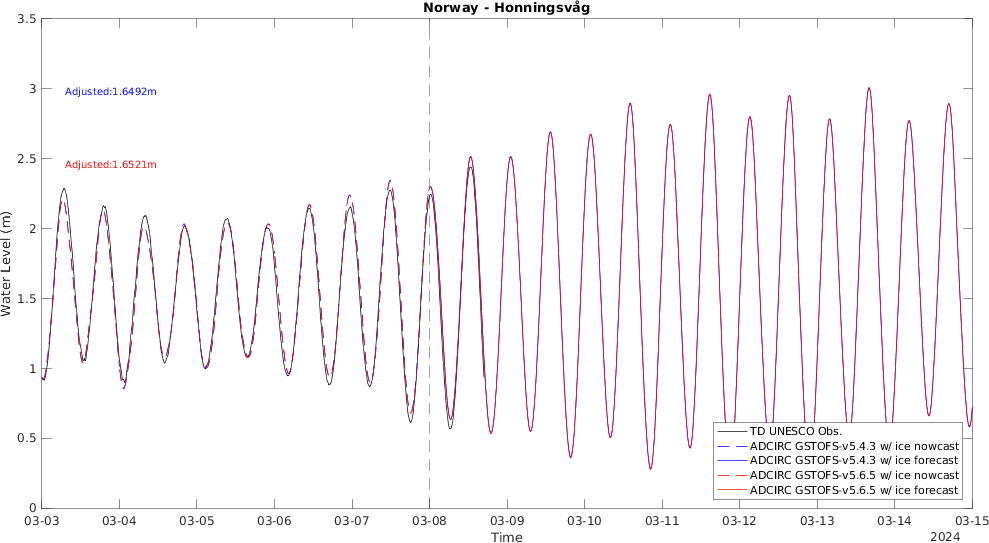 Norway - Honningsvåg
3.5
3
2.5
2
1.5
1
0.5
0
Water Level (m)
Adjusted:1.6492m
Adjusted:1.6521m
TD UNESCO Obs.
ADCIRC GSTOFS-v5.4.3 w/ ice nowcast
ADCIRC GSTOFS-v5.4.3 w/ ice forecast
ADCIRC GSTOFS-v5.6.5 w/ ice nowcast
ADCIRC GSTOFS-v5.6.5 w/ ice forecast
03-03 03-04 03-05 03-06 03-07 03-08 03-09 03-10 03-11 03-12 03-13 03-14 03-15
Time
2024